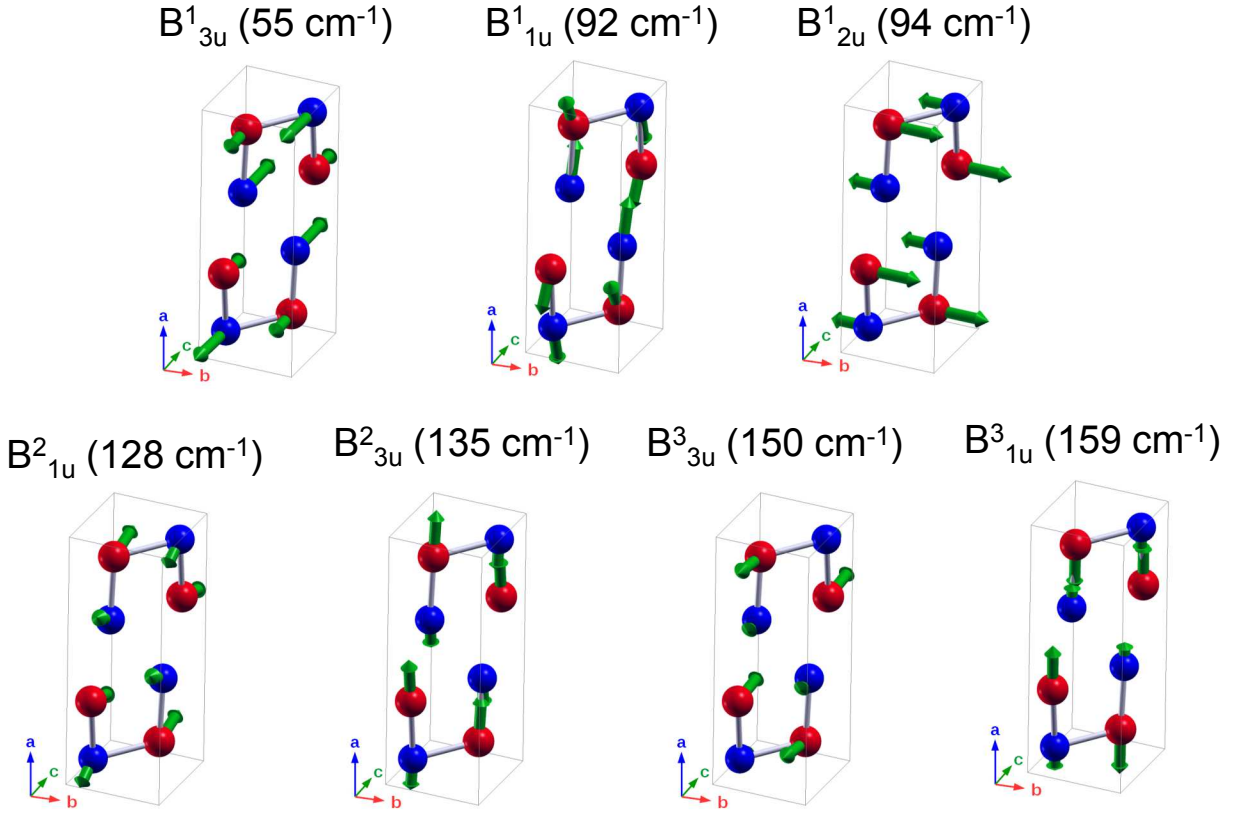 B¹₃ᵤ (55 cm⁻¹) B¹₁ᵤ (92 cm⁻¹) B¹₂ᵤ (94 cm⁻¹)
a c b a c b a c b
B²₁ᵤ (128 cm⁻¹) B²₃ᵤ (135 cm⁻¹) B³₃ᵤ (150 cm⁻¹) B³₁ᵤ (159 cm⁻¹)
a c b a c b a c b a c b